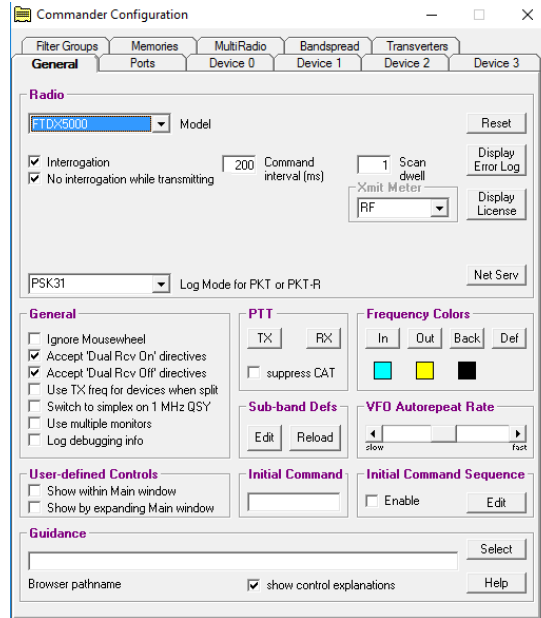 Commander Configuration
Filter Groups Memories MultiRadio Bandspread Transverters
General Ports Device 0 Device 1 Device 2 Device 3
Radio
FTDX5000 Model Reset
Interrogation 200 Command interval (ms) 1 Scan dwell Display Error Log
No interrogation while transmitting
Xmit Meter
RF Display License
PSK31 Log Mode for PKT or PKT-R Net Serv
General
Ignore Mousewheel
Accept 'Dual Rcv On' directives
Accept 'Dual Rcv Off' directives
Use TX freq for devices when split
Switch to simplex on 1 MHz QSY
Use multiple monitors
Log debugging info
PTT
TX RX
suppress CAT
Frequency Colors
In Out Back Def
Sub-band Defs
Edit Reload
VFO Autorepeat Rate
slow fast
User-defined Controls
Show within Main window
Show by expanding Main window
Initial Command
Initial Command Sequence
Enable Edit
Guidance
Select
Browser pathname show control explanations Help